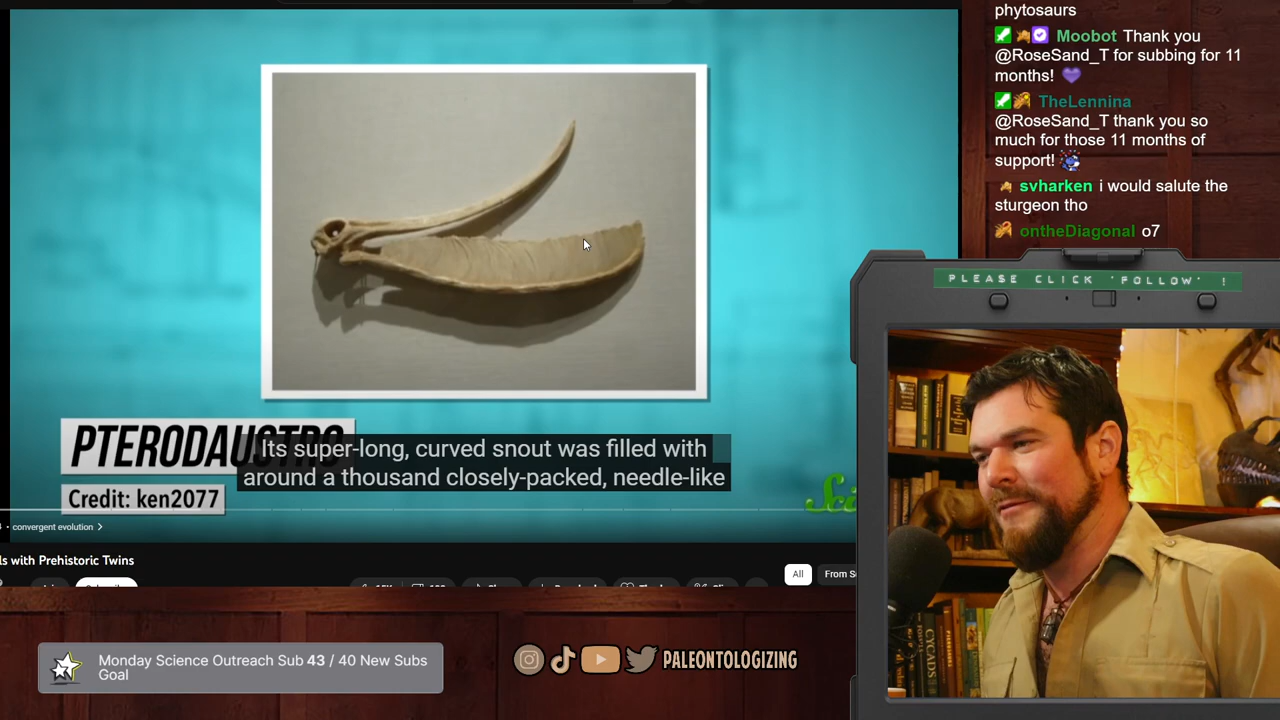 phytosaurs
Moobot Thank you
@RoseSand_T for subbing for 11
months!
TheLennina
@RoseSand_T thank you so
much for those 11 months of
support!
svharken i would salute the
sturgeon tho
ontheDiagonal o7
PLEASE CLICK 'FOLLOW' !
Its super-long, curved snout was filled with
around a thousand closely-packed, needle-like
Credit: ken2077
convergent evolution
ls with Prehistoric Twins
All
From S
CYCADS
Monday Science Outreach Sub 43 / 40 New Subs
Goal
PALEONTOLOGIZING